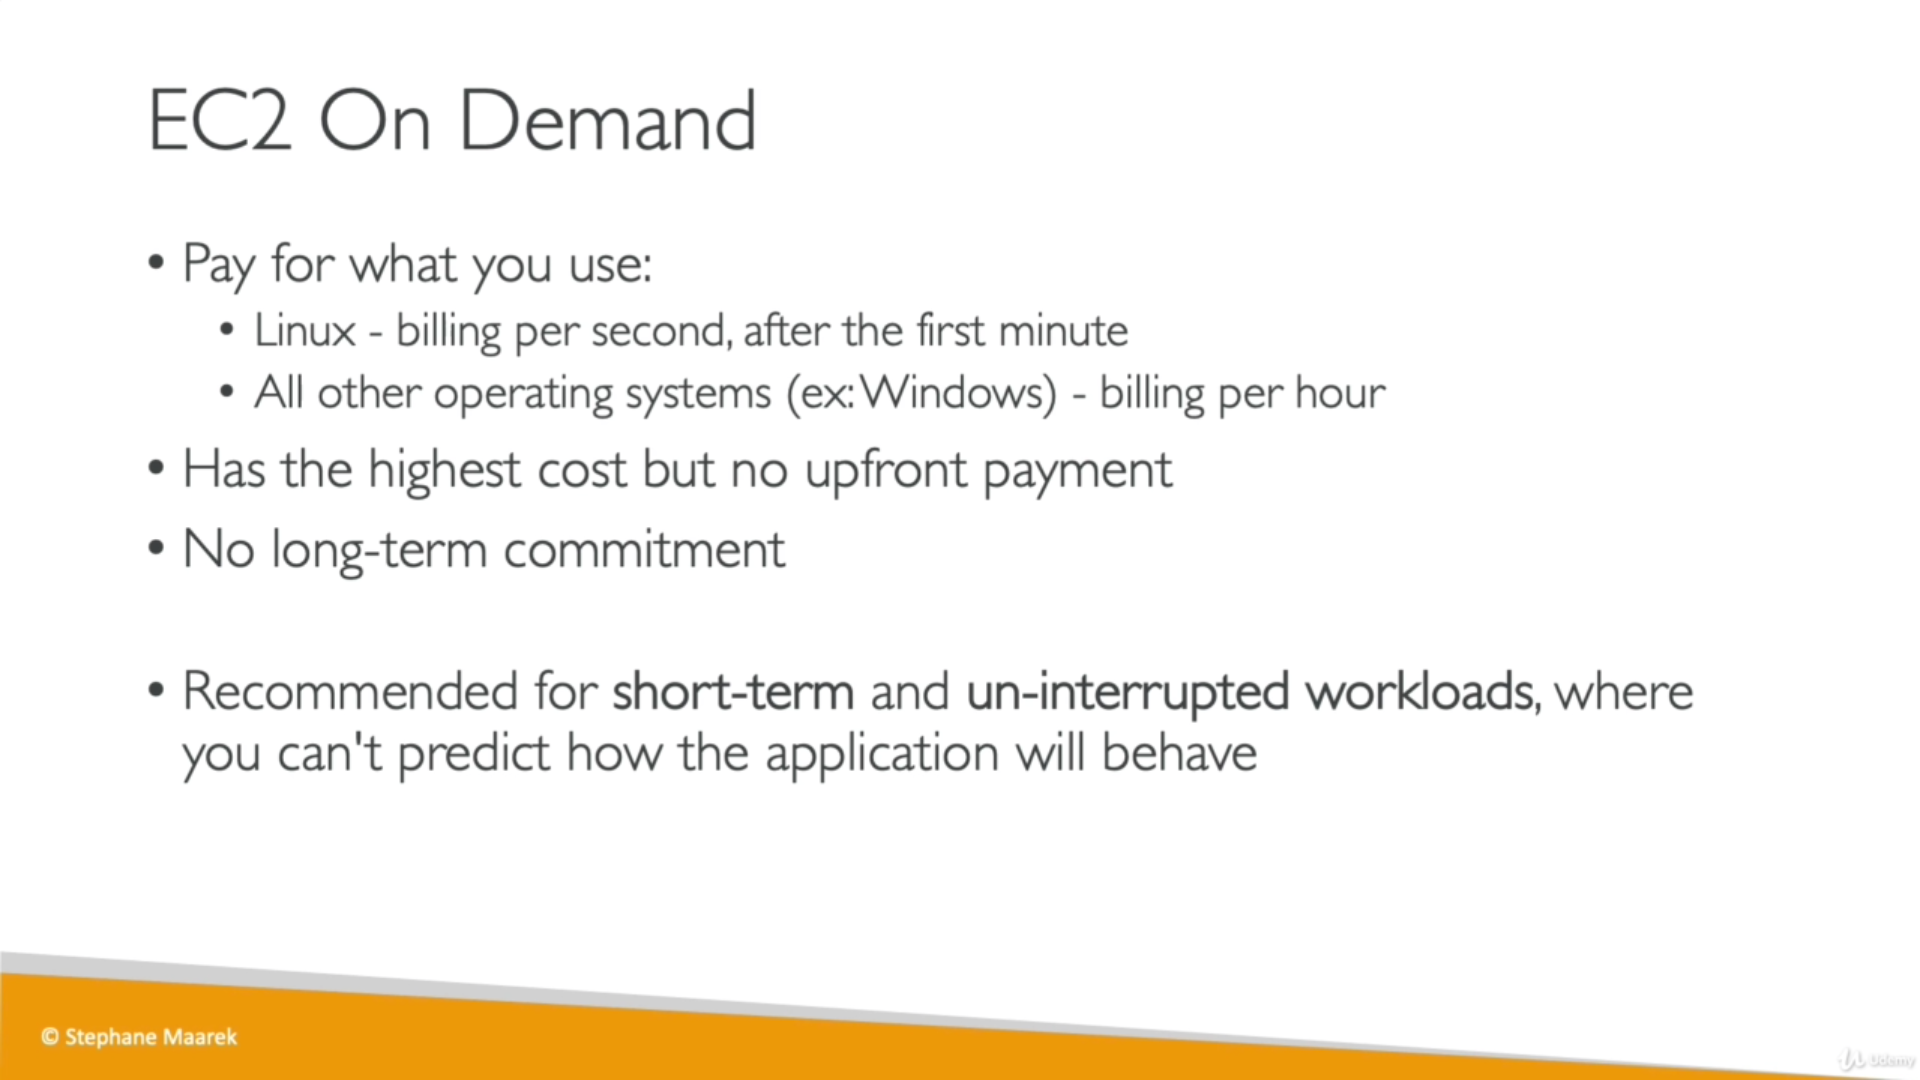 EC2 On Demand
• Pay for what you use:
• Linux - billing per second, after the first minute
• All other operating systems (ex: Windows) - billing per hour
• Has the highest cost but no upfront payment
• No long-term commitment
• Recommended for short-term and un-interrupted workloads, where
you can't predict how the application will behave
© Stephane Maarek
Udemy